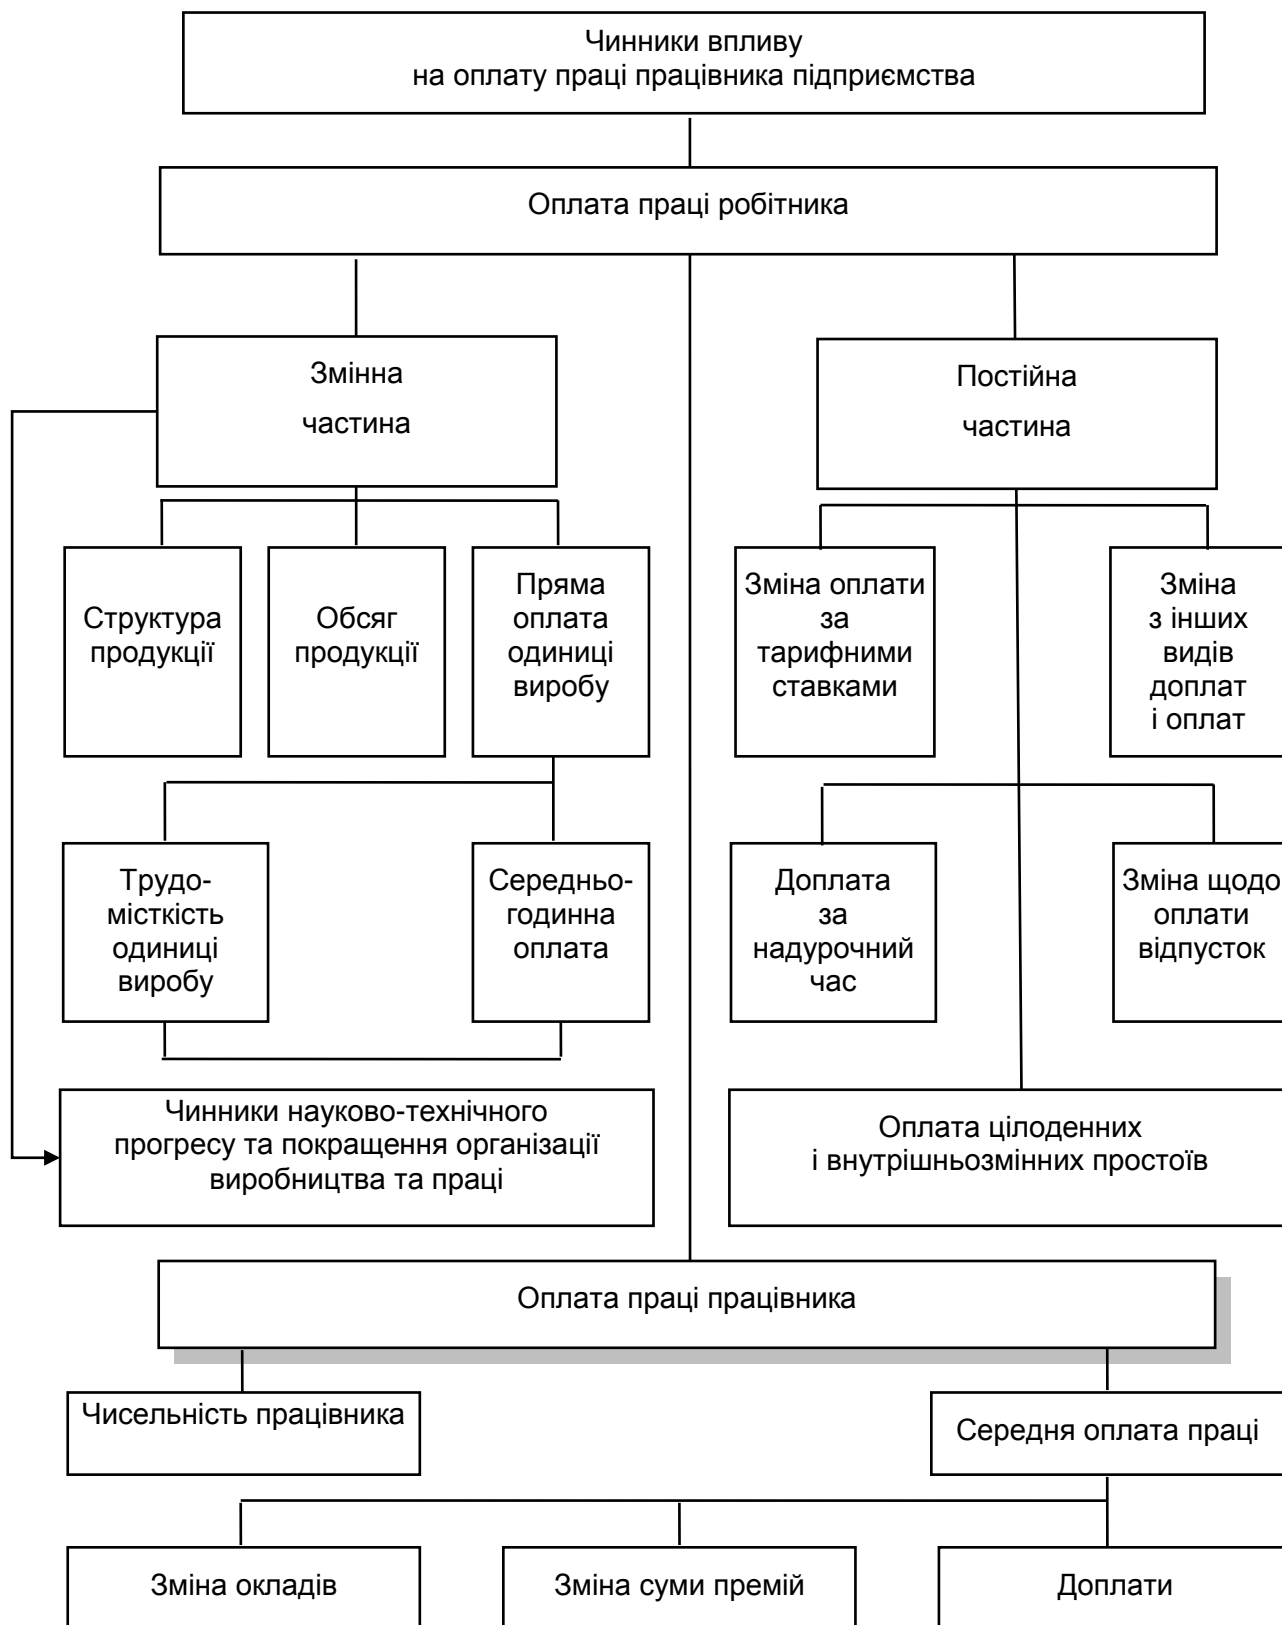 Чинники впливу
на оплату праці працівника підприємства
Оплата праці робітника
Змінна
частина
Постійна
частина
Структура
продукції
Обсяг
продукції
Пряма
оплата
одиниці
виробу
Зміна оплати
за
тарифними
ставками
Зміна
з інших
видів
доплат
і оплат
Трудо-
місткість
одиниці
виробу
Середньо-
годинна
оплата
Доплата
за
надурочний
час
Зміна щодо
оплати
відпусток
Чинники науково-технічного
прогресу та покращення організації
виробництва та праці
Оплата цілоденних
і внутрішньозмінних простоїв
Оплата праці працівника
Чисельність працівника
Середня оплата праці
Зміна окладів
Зміна суми премій
Доплати